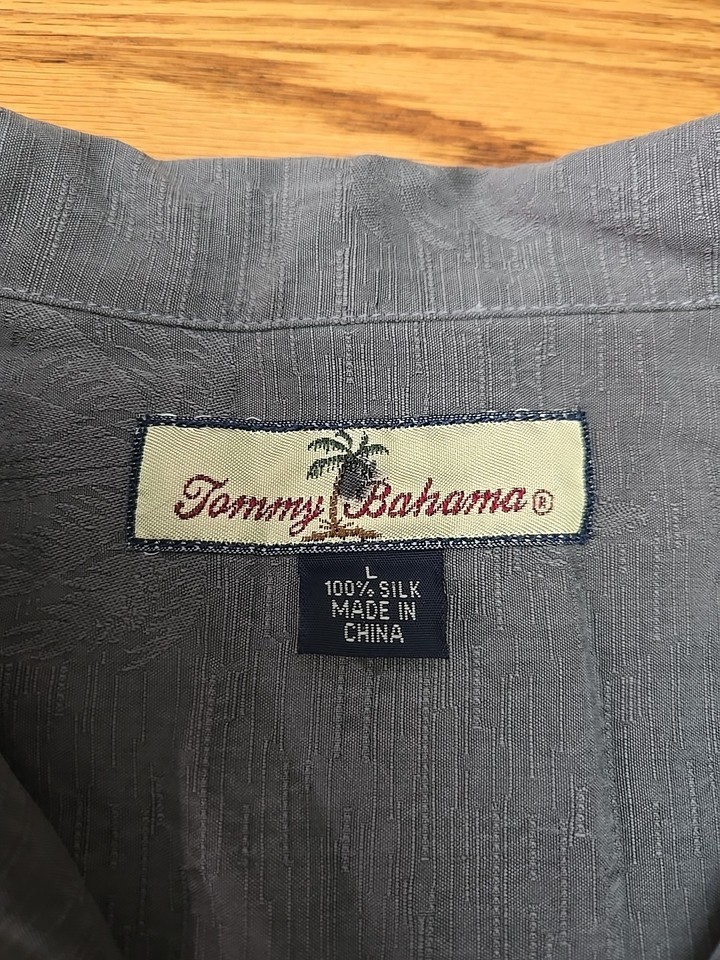 Tommy Bahama ®
L
100% SILK
MADE IN
CHINA